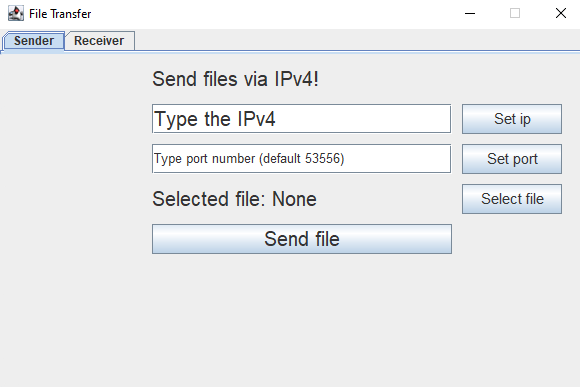 File Transfer
Sender Receiver
Send files via IPv4!
Type the IPv4 Set ip
Type port number (default 53556) Set port
Selected file: None Select file
Send file